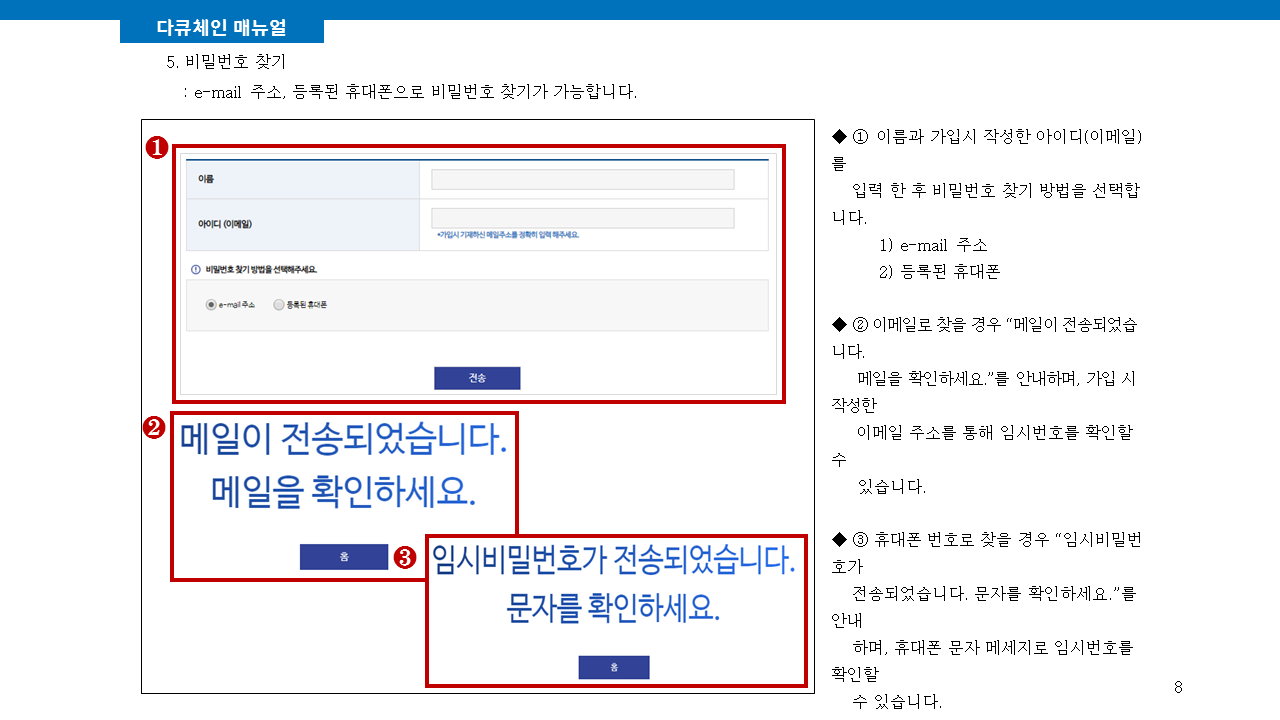 다큐체인 매뉴얼
5. 비밀번호 찾기
: e-mail 주소, 등록된 휴대폰으로 비밀번호 찾기가 가능합니다.
❶
이름
아이디 (이메일)
*가입시 기재하신 메일주소를 정확히 입력 해주세요.
비밀번호 찾기 방법을 선택해주세요.
e-mail 주소 등록된 휴대폰
전송
❷
메일이 전송되었습니다.
메일을 확인하세요.
홈
❸
임시비밀번호가 전송되었습니다.
문자를 확인하세요.
홈
◆ ① 이름과 가입시 작성한 아이디(이메일)
를
입력 한 후 비밀번호 찾기 방법을 선택합
니다.
1) e-mail 주소
2) 등록된 휴대폰
◆ ② 이메일로 찾을 경우 “메일이 전송되었습
니다.
메일을 확인하세요.”를 안내하며, 가입 시
작성한
이메일 주소를 통해 임시번호를 확인할
수
있습니다.
◆ ③ 휴대폰 번호로 찾을 경우 “임시비밀번
호가
전송되었습니다. 문자를 확인하세요.”를
안내
하며, 휴대폰 문자 메세지로 임시번호를
확인할
수 있습니다.
8